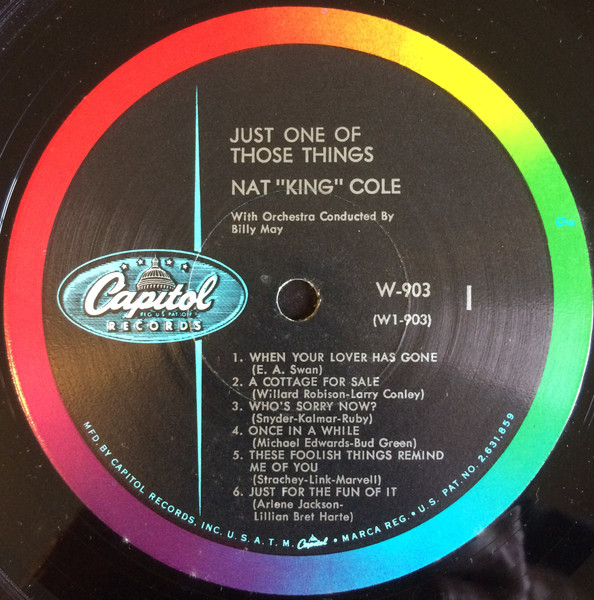 JUST ONE OF
THOSE THINGS
NAT "KING" COLE
With Orchestra Conducted By
Billy May
Capitol
REG. U.S. PAT. OFF.
RECORDS
W-903
1
(W1-903)
1. WHEN YOUR LOVER HAS GONE
(E. A. Swan)
2. A COTTAGE FOR SALE
(Willard Robison-Larry Conley)
3. WHO'S SORRY NOW?
(Snyder-Kalmar-Ruby)
4. ONCE IN A WHILE
(Michael Edwards-Bud Green)
5. THESE FOOLISH THINGS REMIND
ME OF YOU
(Strachey-Link-Marvell)
6. JUST FOR THE FUN OF IT
(Arlene Jackson-
Lillian Bret Harte)
MFD. BY CAPITOL RECORDS, INC. U.S.A. T.M. Capitol • MARCA REG. • U.S. PAT. NO. 2,631,859